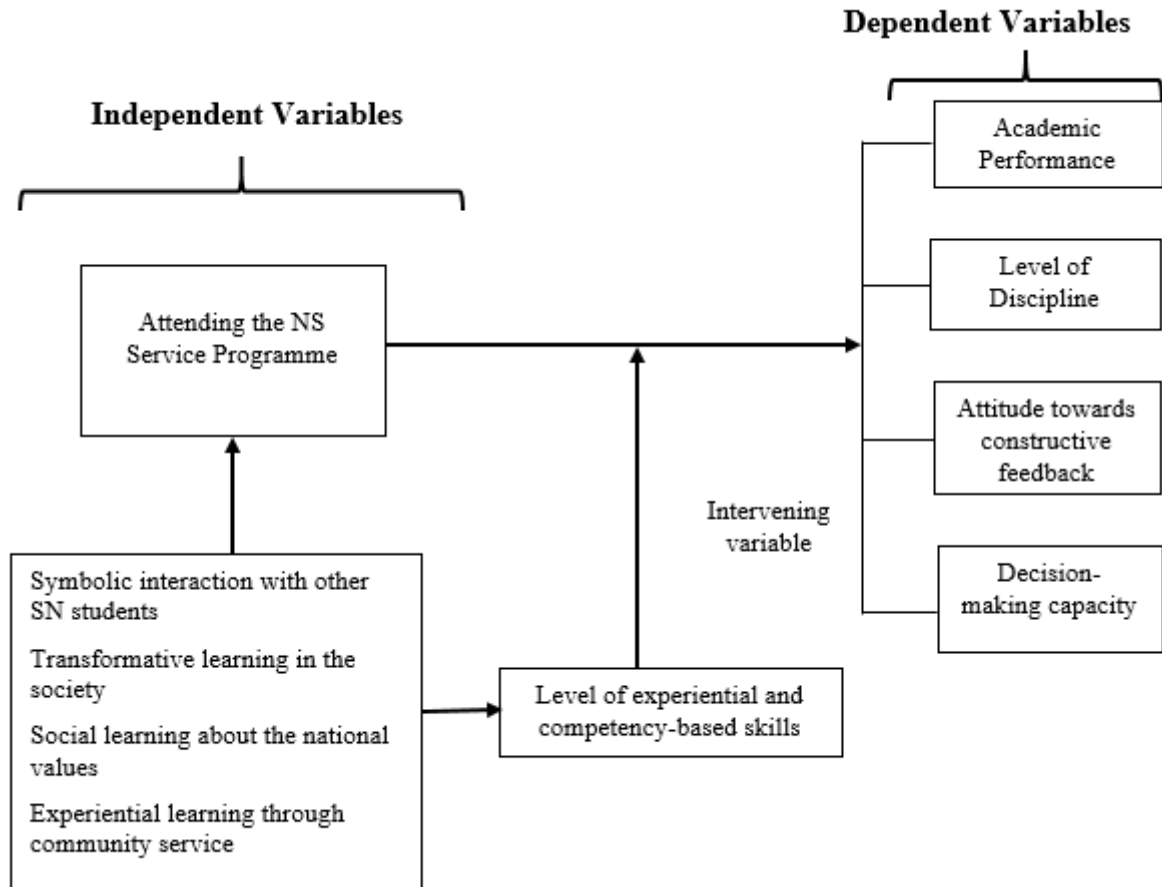 Dependent Variables
Independent Variables
Academic
Performance
Level of
Discipline
Attending the NS
Service Programme
Attitude towards
constructive
feedback
Intervening
variable
Decision-
making capacity
Symbolic interaction with other
SN students
Transformative learning in the
society
Social learning about the national
values
Experiential learning through
community service
Level of experiential and
competency-based skills